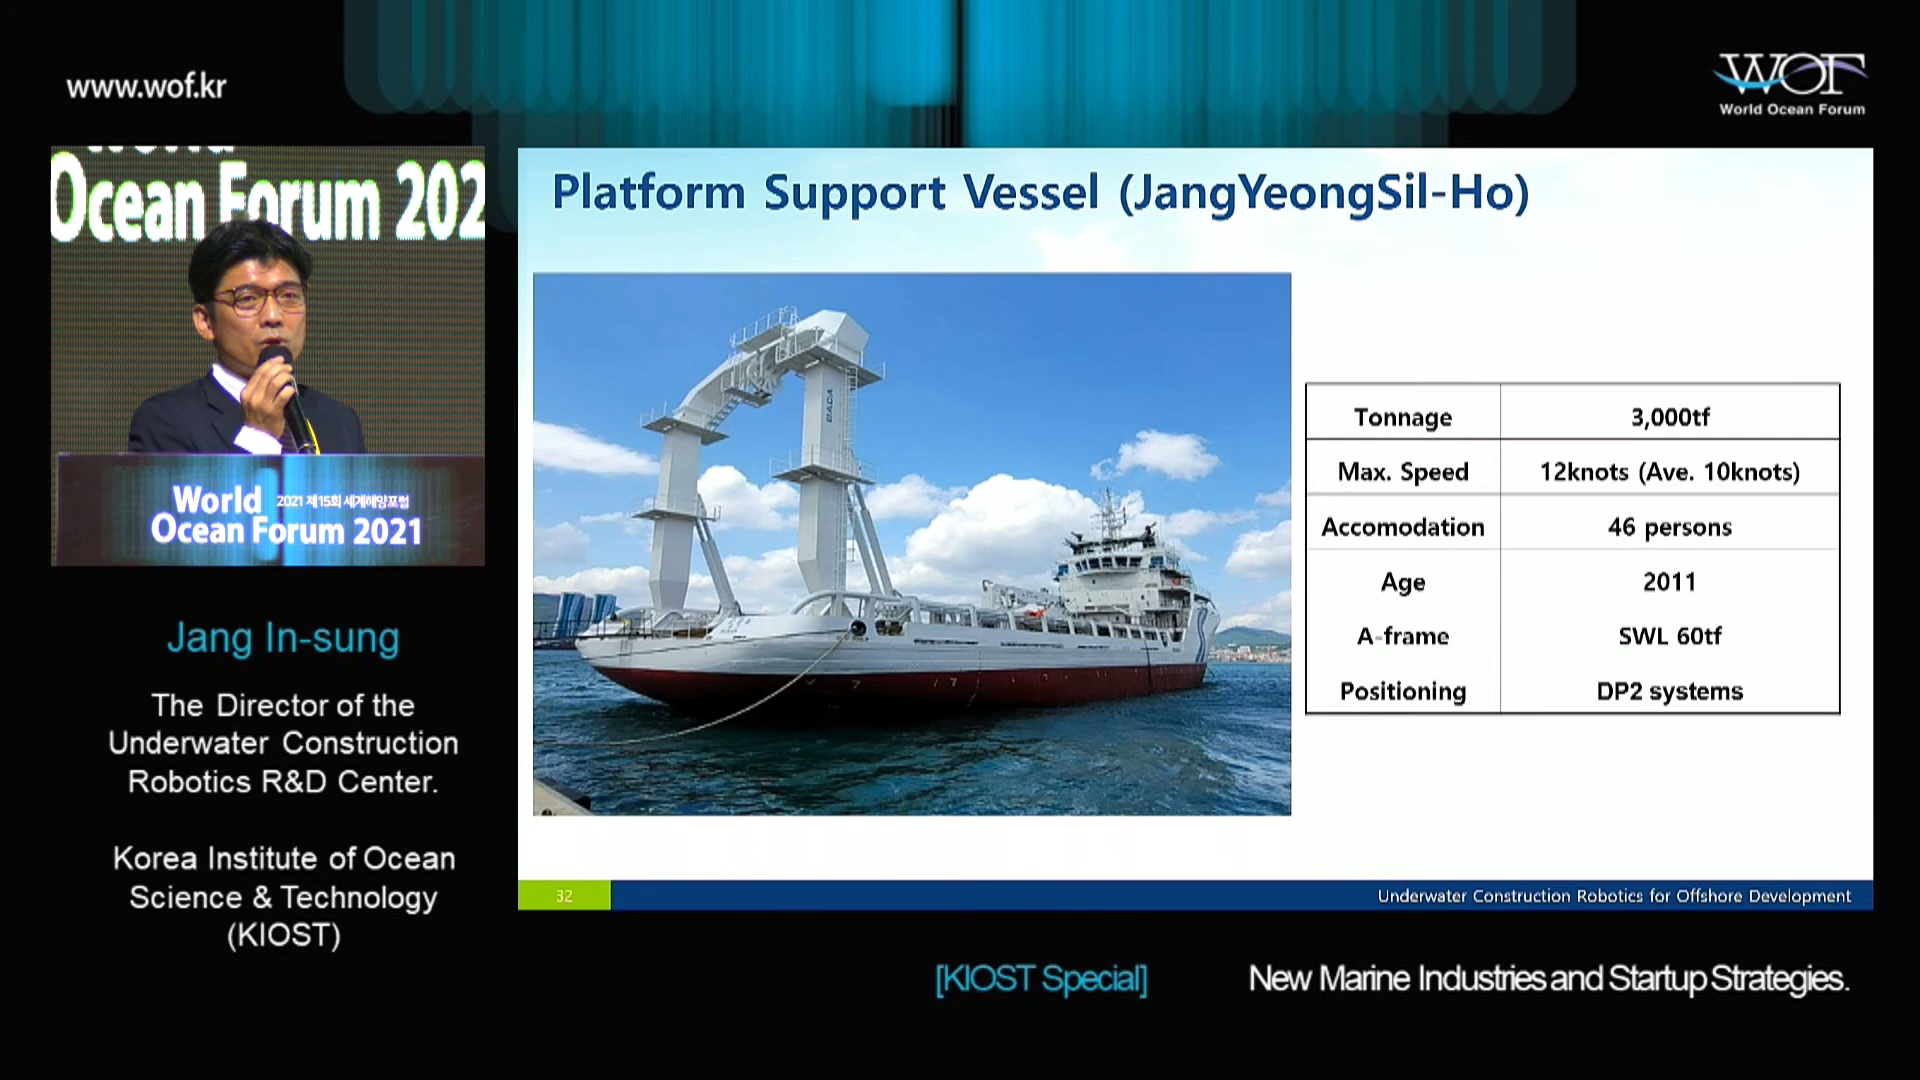 www.wof.kr
WOF
World Ocean Forum
World
Ocean Forum 202
World 2021 제15회 세계해양포럼
Ocean Forum 2021
Jang In-sung
The Director of the
Underwater Construction
Robotics R&D Center.
Korea Institute of Ocean
Science & Technology
(KIOST)
Platform Support Vessel (JangYeongSil-Ho)
BADA
Tonnage 3,000tf
Max. Speed 12knots (Ave. 10knots)
Accomodation 46 persons
Age 2011
A-frame SWL 60tf
Positioning DP2 systems
32
Underwater Construction Robotics for Offshore Development
[KIOST Special] New Marine Industries and Startup Strategies.